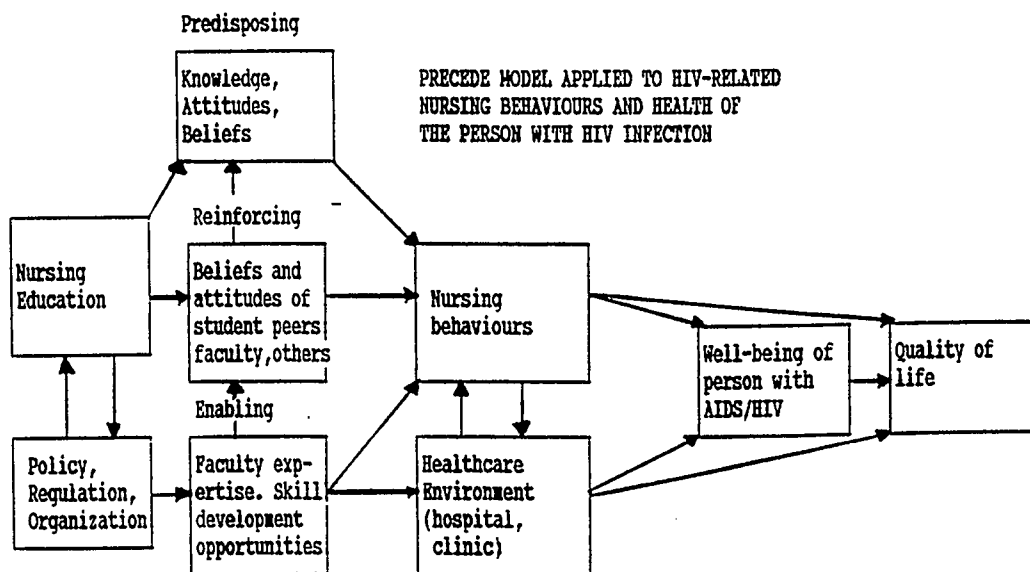 Predisposing
Knowledge,
Attitudes,
Beliefs
PRECEDE MODEL APPLIED TO HIV-RELATED
NURSING BEHAVIOURS AND HEALTH OF
THE PERSON WITH HIV INFECTION
Reinforcing
Nursing
Education
Beliefs and
attitudes of
student peers
faculty,others
Nursing
behaviours
Well-being of
person with
AIDS/HIV
Quality of
life
Enabling
Policy,
Regulation,
Organization
Faculty exp-
ertise. Skill
development
opportunities
Healthcare
Environment
(hospital,
clinic)